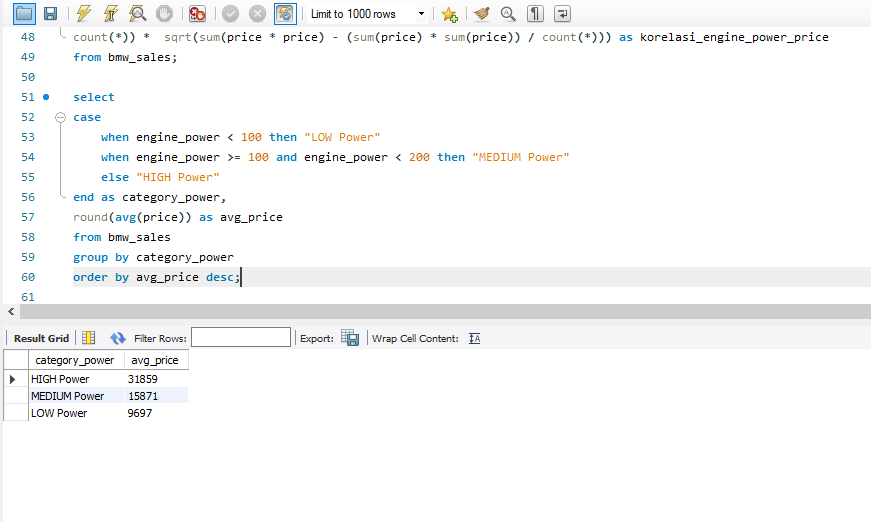 Limit to 1000 rows
48 count(*)) * sqrt(sum(price * price) - (sum(price) * sum(price)) / count(*))) as korelasi_engine_power_price
49 from bmw_sales;
50
51 select
52 case
53 when engine_power < 100 then "LOW Power"
54 when engine_power >= 100 and engine_power < 200 then "MEDIUM Power"
55 else "HIGH Power"
56 end as category_power,
57 round(avg(price)) as avg_price
58 from bmw_sales
59 group by category_power
60 order by avg_price desc;
61
Result Grid Filter Rows: Export: Wrap Cell Content:
category_power avg_price
HIGH Power 31859
MEDIUM Power 15871
LOW Power 9697